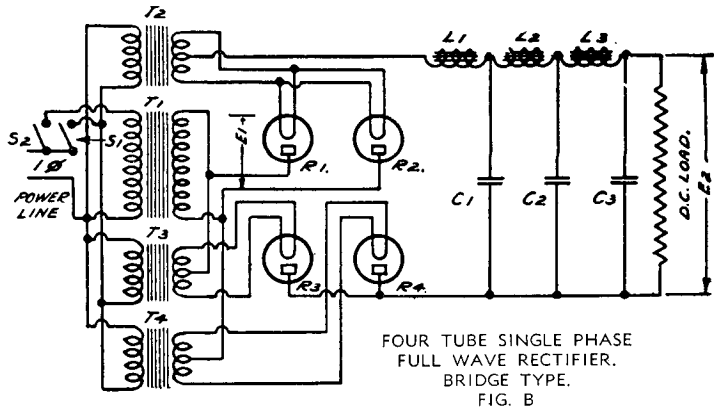 T2
L1 L2 L3
T1
S2 S1
E1
1Ø
R1. R2.
POWER
LINE
C1 C2 C3
D.C. LOAD.
E2
T3
R3 R4.
T4
FOUR TUBE SINGLE PHASE
FULL WAVE RECTIFIER.
BRIDGE TYPE.
FIG. B